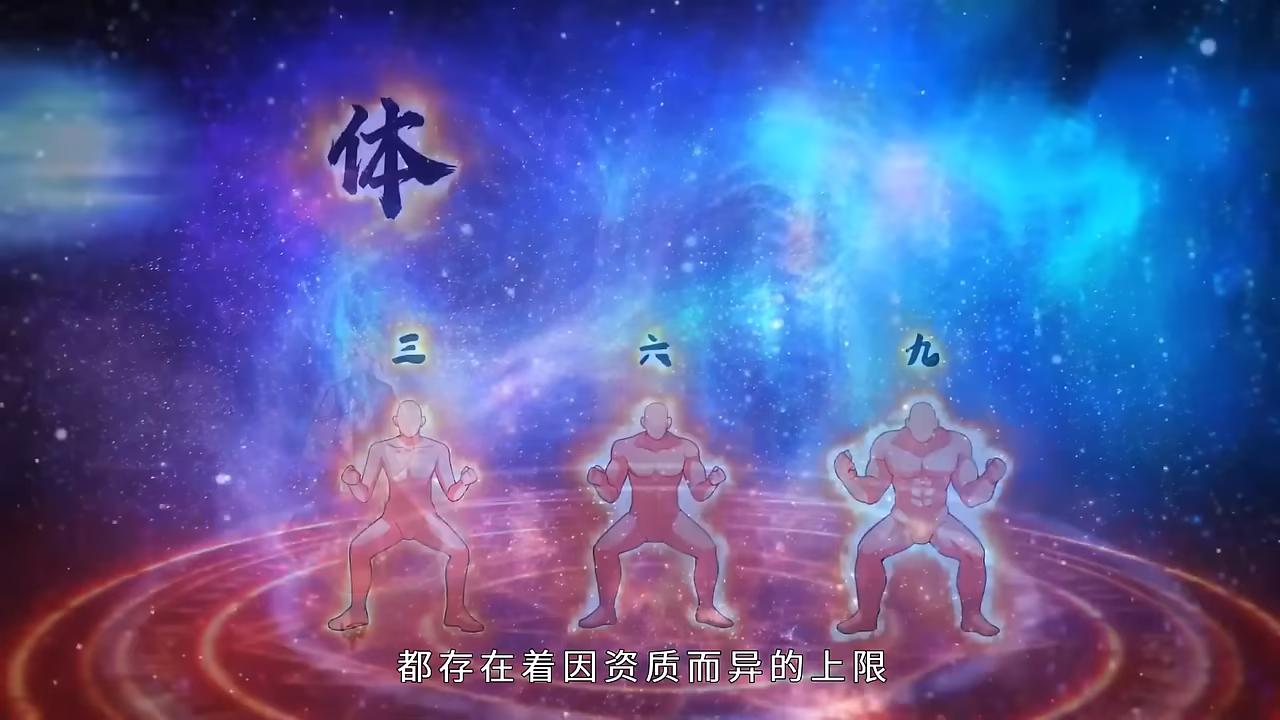 体
三 六 九
都存在着因资质而异的上限